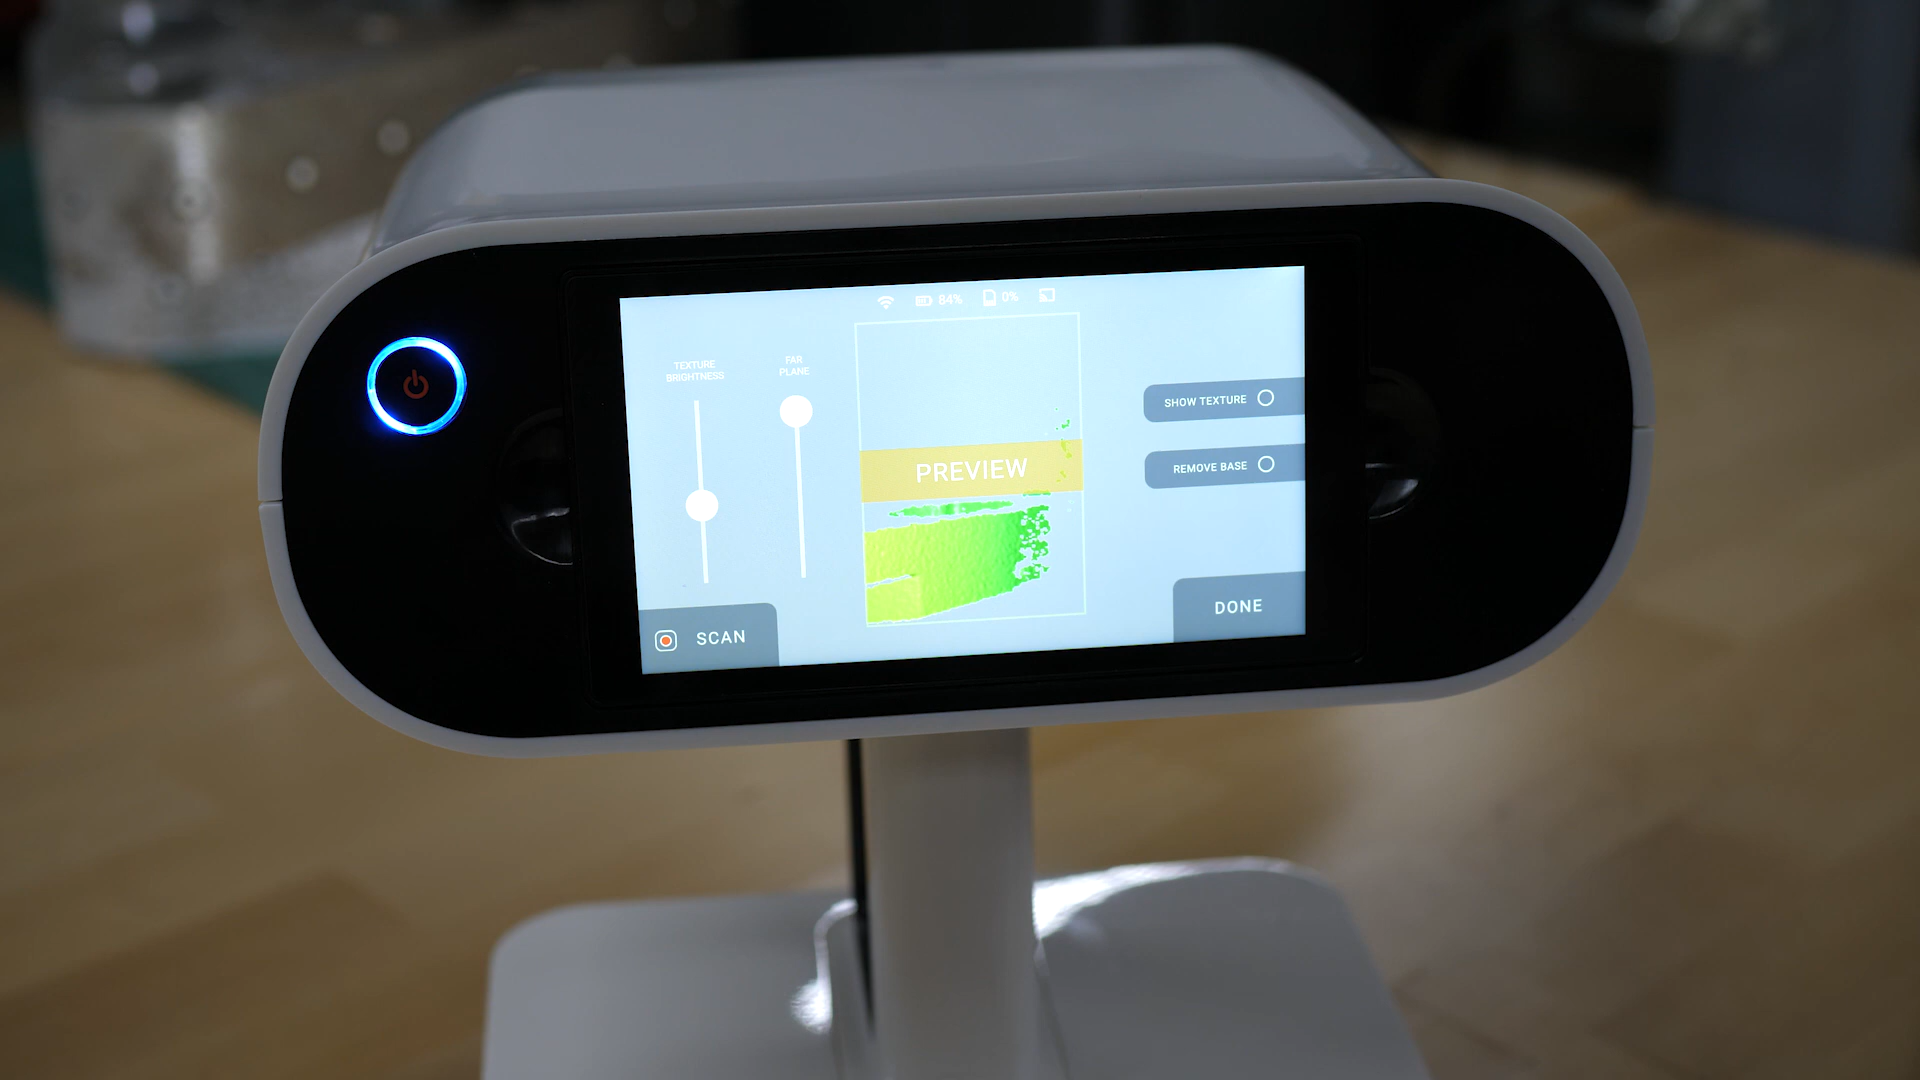 84%
0%
TEXTURE
BRIGHTNESS
FAR
PLANE
PREVIEW
SHOW TEXTURE
REMOVE BASE
SCAN
DONE